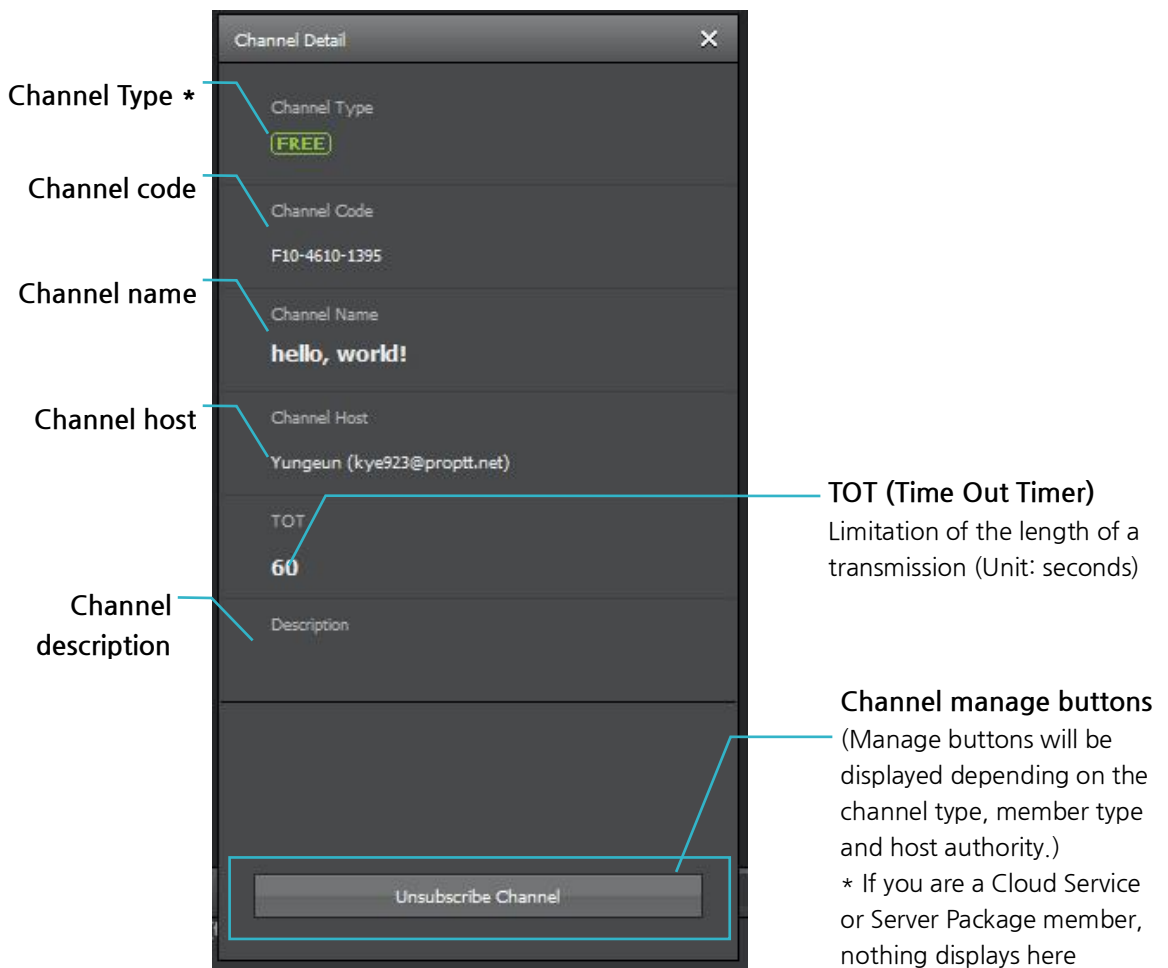 Channel Detail
Channel Type *
Channel Type
FREE
Channel code
Channel Code
F10-4610-1395
Channel name
Channel Name
hello, world!
Channel host
Channel Host
Yungeun (kye923@proptt.net)
TOT
60
TOT (Time Out Timer)
Limitation of the length of a
transmission (Unit: seconds)
Channel
description
Description
Channel manage buttons
(Manage buttons will be
displayed depending on the
channel type, member type
and host authority.)
* If you are a Cloud Service
or Server Package member,
nothing displays here
Unsubscribe Channel